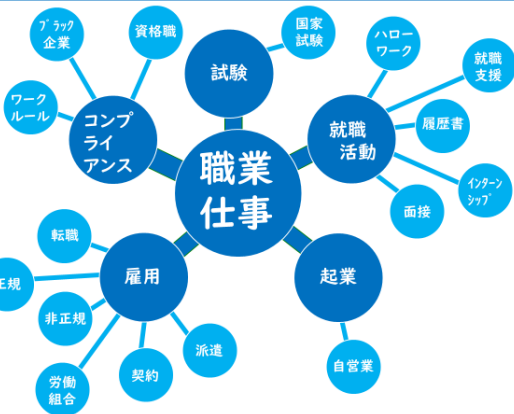 ブラック
企業
資格職
ワーク
ルール
コンプ
ライ
アンス
試験
国家
試験
ハロー
ワーク
就職
支援
履歴書
インターン
シップ
面接
就職
活動
職業
仕事
転職
正規
非正規
労働
組合
契約
派遣
雇用
起業
自営業